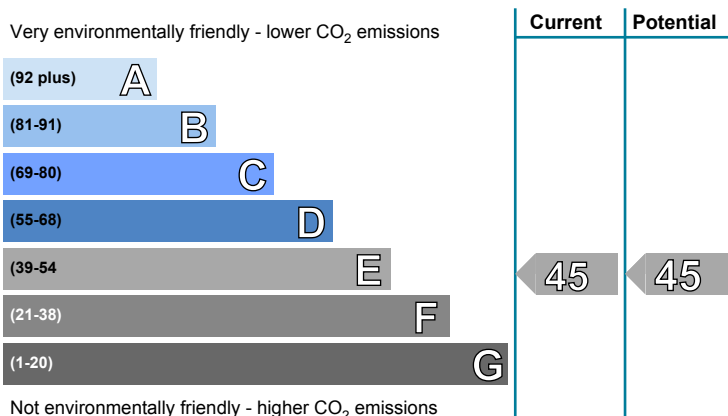 Current Potential
Very environmentally friendly - lower CO₂ emissions
(92 plus) A
(81-91) B
(69-80) C
(55-68) D
(39-54 E 45 45
(21-38) F
(1-20) G
Not environmentally friendly - higher CO₂ emissions